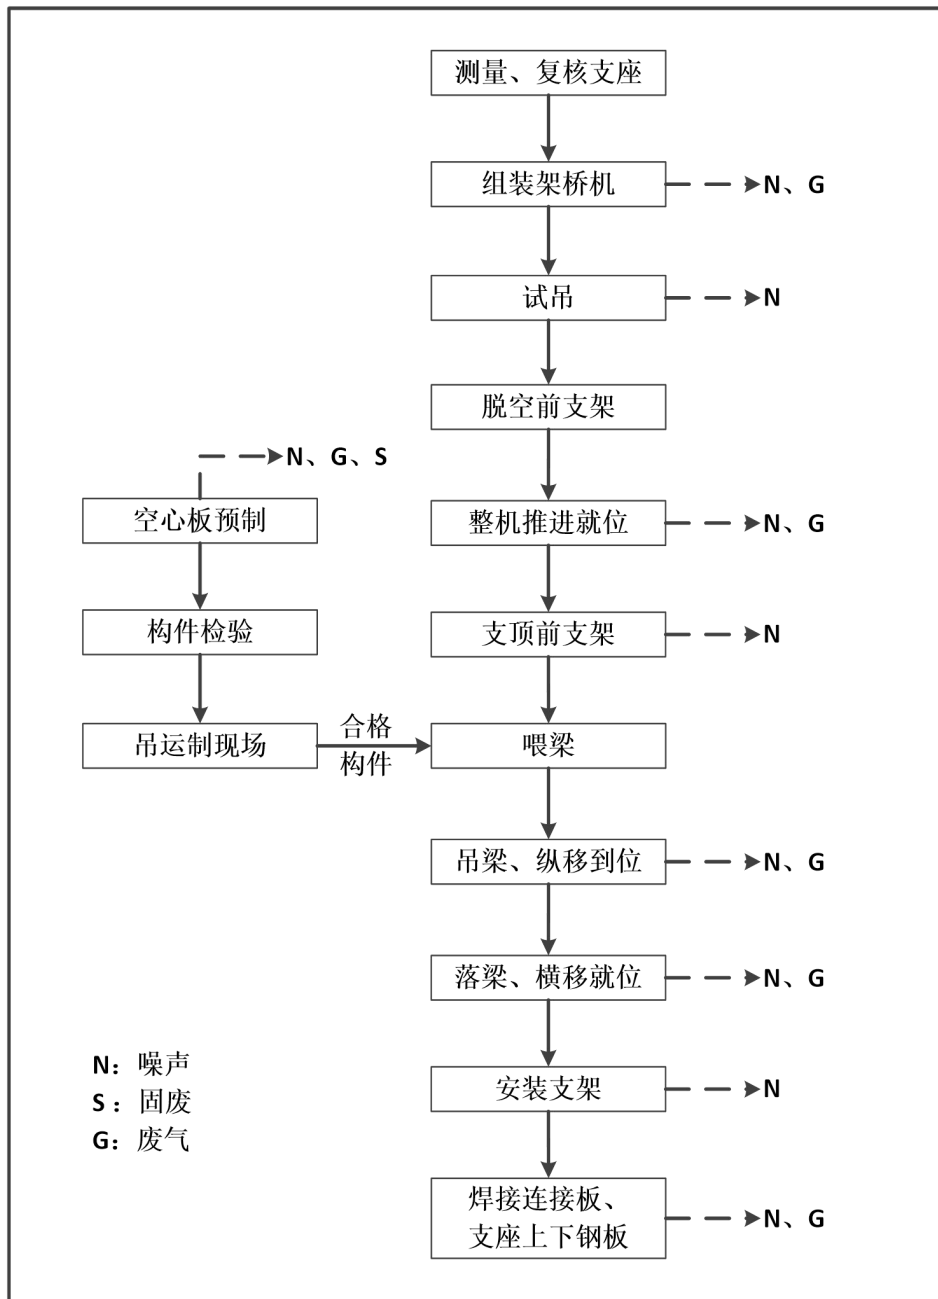 测量、复核支座
组装架桥机
N、G
试吊
N
脱空前支架
N、G、S
空心板预制
整机推进就位
N、G
构件检验
支顶前支架
N
吊运制现场
合格
构件
喂梁
吊梁、纵移到位
N、G
落梁、横移就位
N、G
N：噪声
S：固废
G：废气
安装支架
N
焊接连接板、
支座上下钢板
N、G